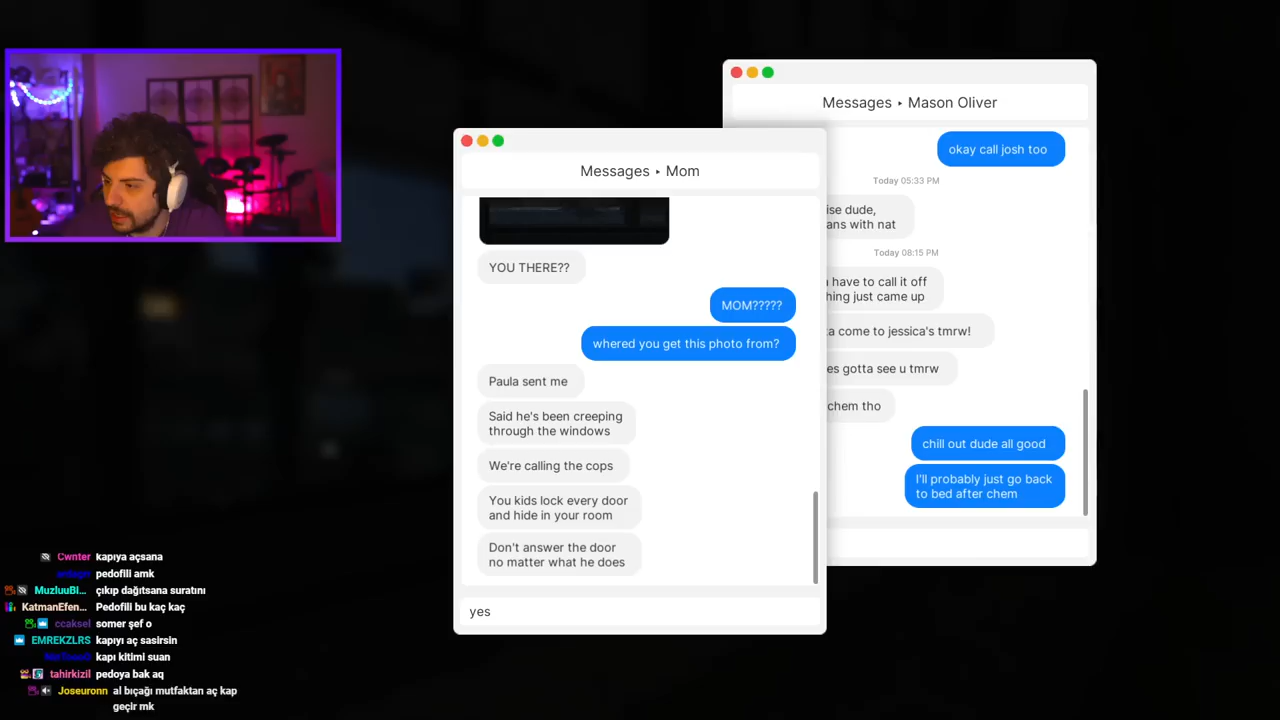 Messages ‣ Mason Oliver
okay call josh too
Today 05:33 PM
ise dude,
ans with nat
Today 08:15 PM
have to call it off
hing just came up
a come to jessica's tmrw!
es gotta see u tmrw
chem tho
chill out dude all good
I'll probably just go back
to bed after chem
Messages ‣ Mom
YOU THERE??
MOM?????
whered you get this photo from?
Paula sent me
Said he's been creeping
through the windows
We're calling the cops
You kids lock every door
and hide in your room
Don't answer the door
no matter what he does
yes
Cwnter kapıya açsana
pedofili amk
MuzluuBl... çıkıp dağıtsana suratını
KatmanEfen... Pedofili bu kaç kaç
ccaksel somer şef o
EMREKZLRS kapıyı aç sasirsin
kapı kitlmi suan
tahirkizil pedoya bak aq
Joseuronn al bıçağı mutfaktan aç kap
geçir mk